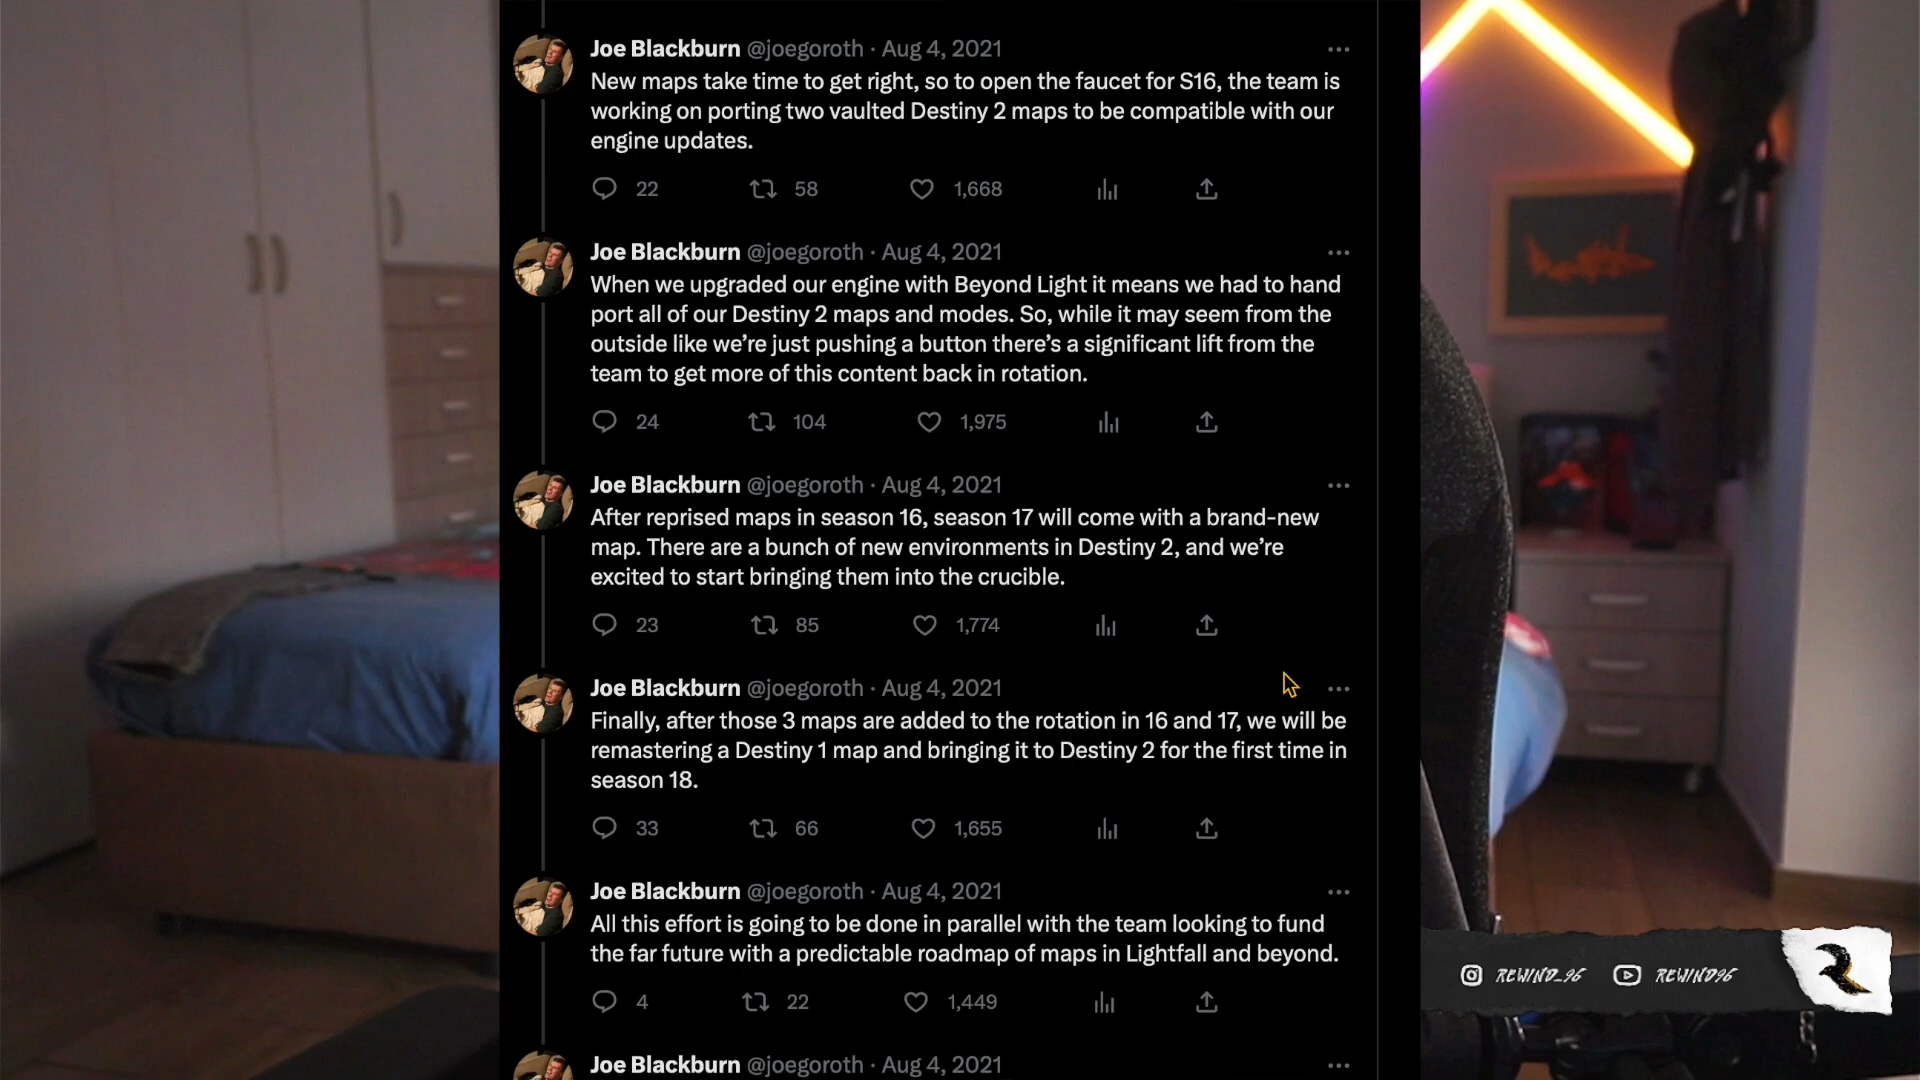 Joe Blackburn @joegoroth · Aug 4, 2021
New maps take time to get right, so to open the faucet for S16, the team is
working on porting two vaulted Destiny 2 maps to be compatible with our
engine updates.
22 58 1,668
Joe Blackburn @joegoroth · Aug 4, 2021
When we upgraded our engine with Beyond Light it means we had to hand
port all of our Destiny 2 maps and modes. So, while it may seem from the
outside like we’re just pushing a button there’s a significant lift from the
team to get more of this content back in rotation.
24 104 1,975
Joe Blackburn @joegoroth · Aug 4, 2021
After reprised maps in season 16, season 17 will come with a brand-new
map. There are a bunch of new environments in Destiny 2, and we’re
excited to start bringing them into the crucible.
23 85 1,774
Joe Blackburn @joegoroth · Aug 4, 2021
Finally, after those 3 maps are added to the rotation in 16 and 17, we will be
remastering a Destiny 1 map and bringing it to Destiny 2 for the first time in
season 18.
33 66 1,655
Joe Blackburn @joegoroth · Aug 4, 2021
All this effort is going to be done in parallel with the team looking to fund
the far future with a predictable roadmap of maps in Lightfall and beyond.
4 22 1,449
REWIND_96 REWIND96
Joe Blackburn @joegoroth · Aug 4, 2021